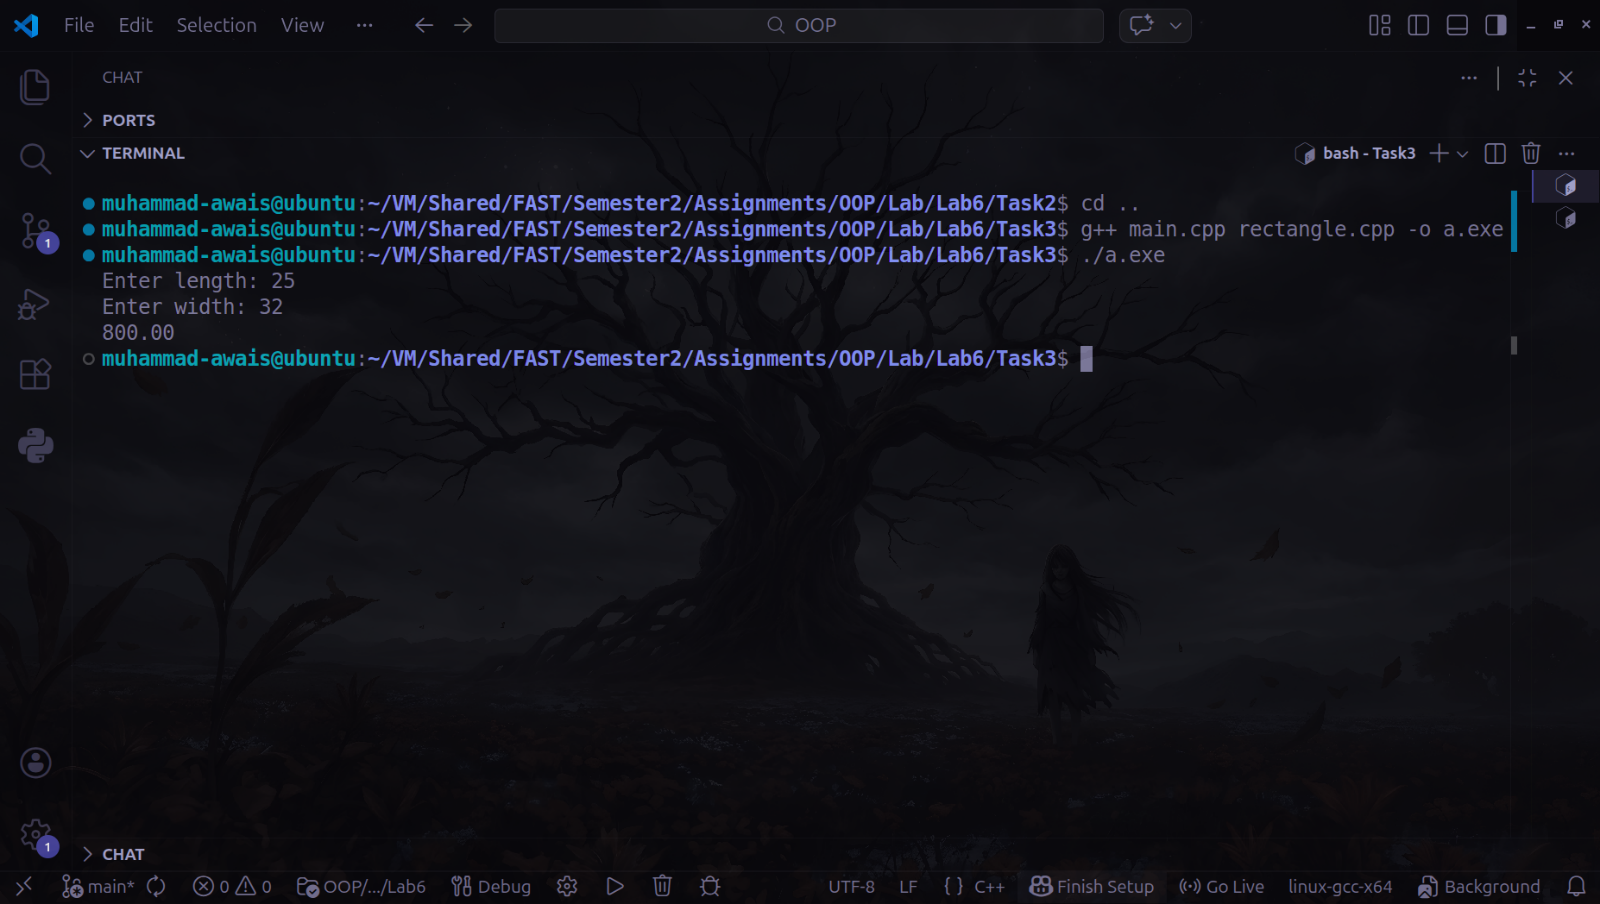 File Edit Selection View ··· OOP
CHAT
PORTS
TERMINAL
bash - Task3
muhammad-awais@ubuntu:~/VM/Shared/FAST/Semester2/Assignments/OOP/Lab/Lab6/Task2$ cd ..
muhammad-awais@ubuntu:~/VM/Shared/FAST/Semester2/Assignments/OOP/Lab/Lab6/Task3$ g++ main.cpp rectangle.cpp -o a.exe
muhammad-awais@ubuntu:~/VM/Shared/FAST/Semester2/Assignments/OOP/Lab/Lab6/Task3$ ./a.exe
Enter length: 25
Enter width: 32
800.00
muhammad-awais@ubuntu:~/VM/Shared/FAST/Semester2/Assignments/OOP/Lab/Lab6/Task3$
1
1
CHAT
main* 0 0 OOP/.../Lab6 Debug UTF-8 LF { } C++ Finish Setup Go Live linux-gcc-x64 Background